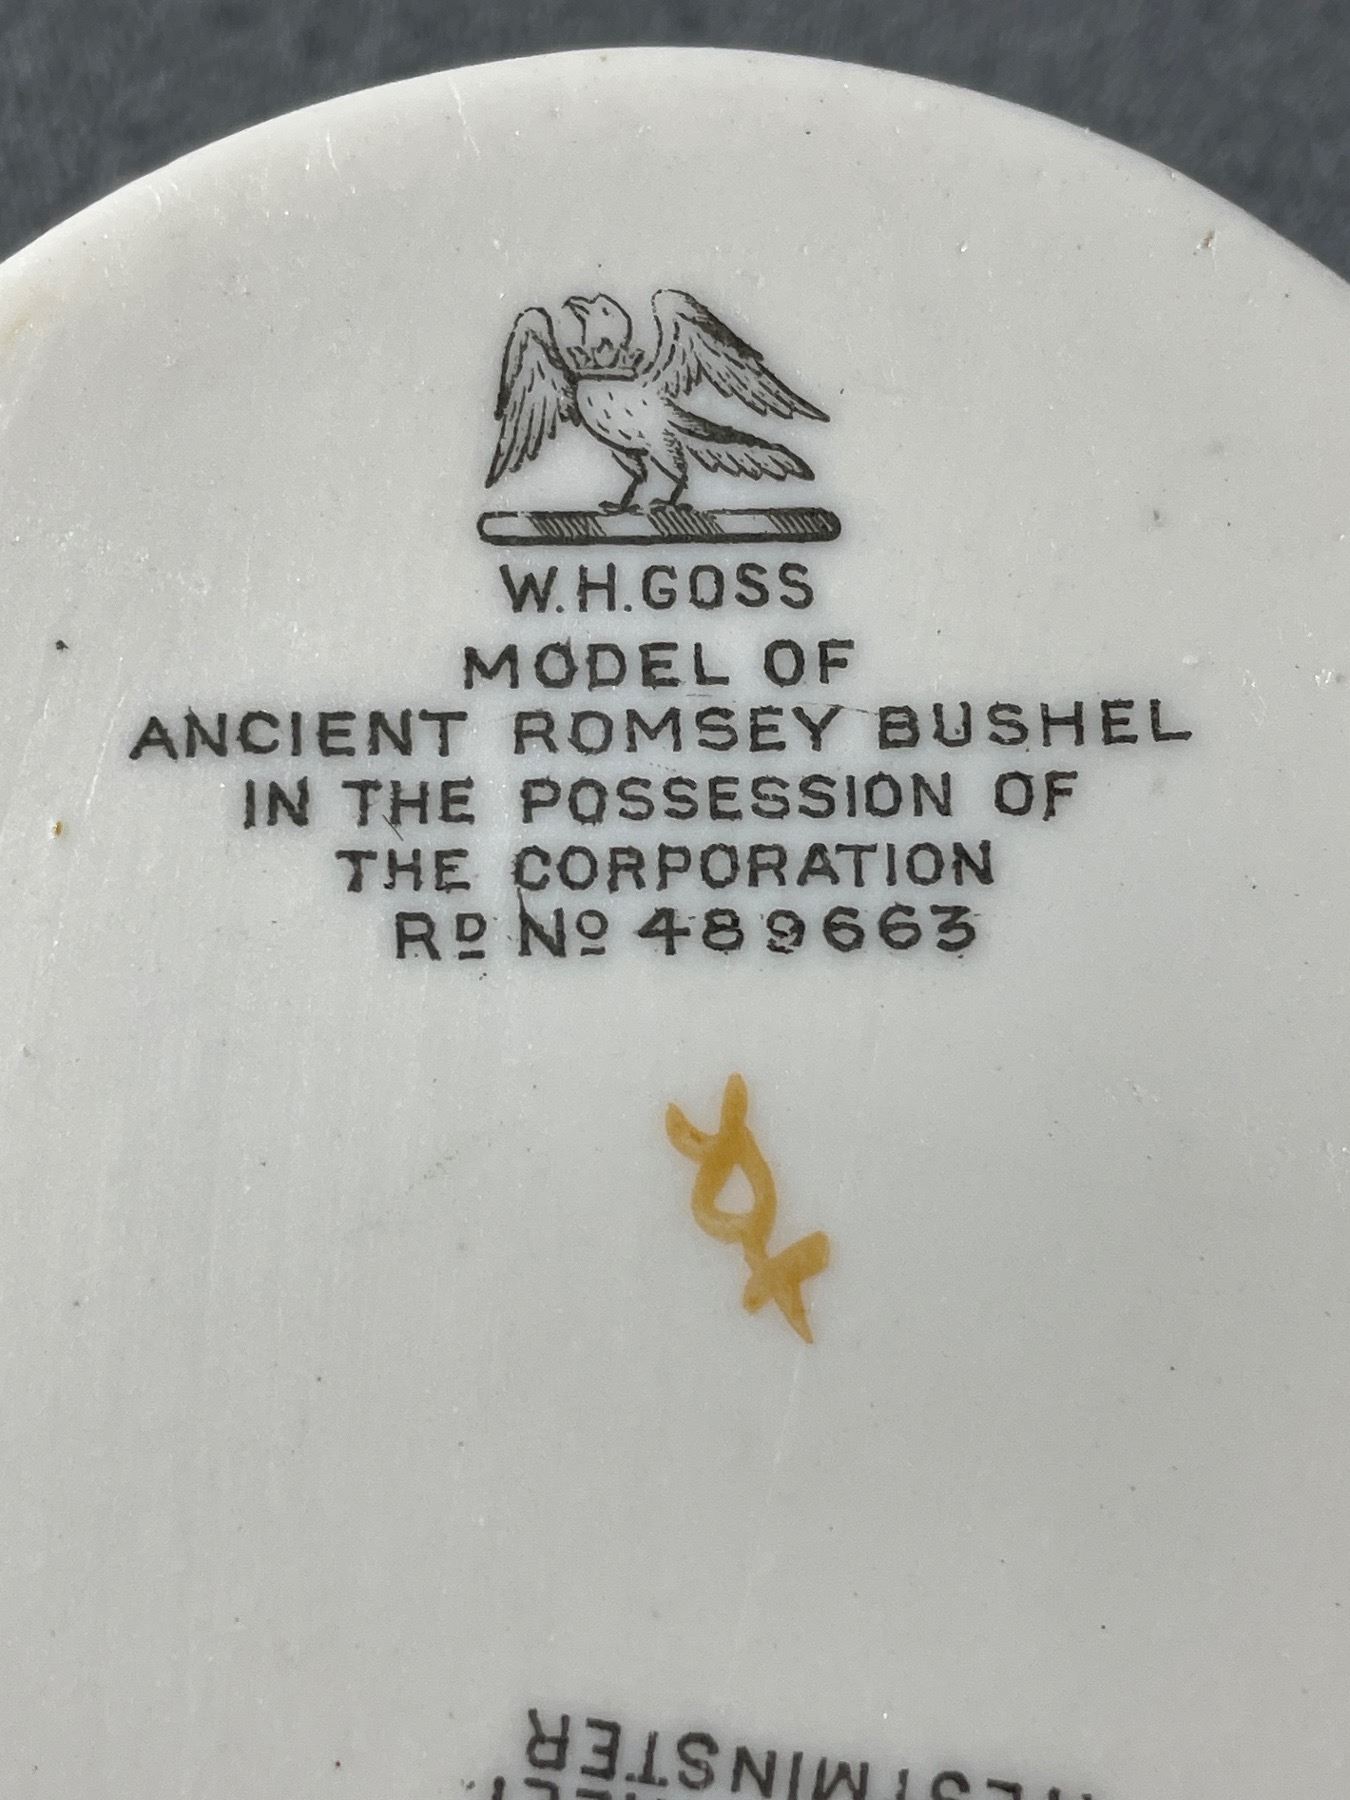 W.H.GOSS
MODEL OF
ANCIENT ROMSEY BUSHEL
IN THE POSSESSION OF
THE CORPORATION
RD No 489663